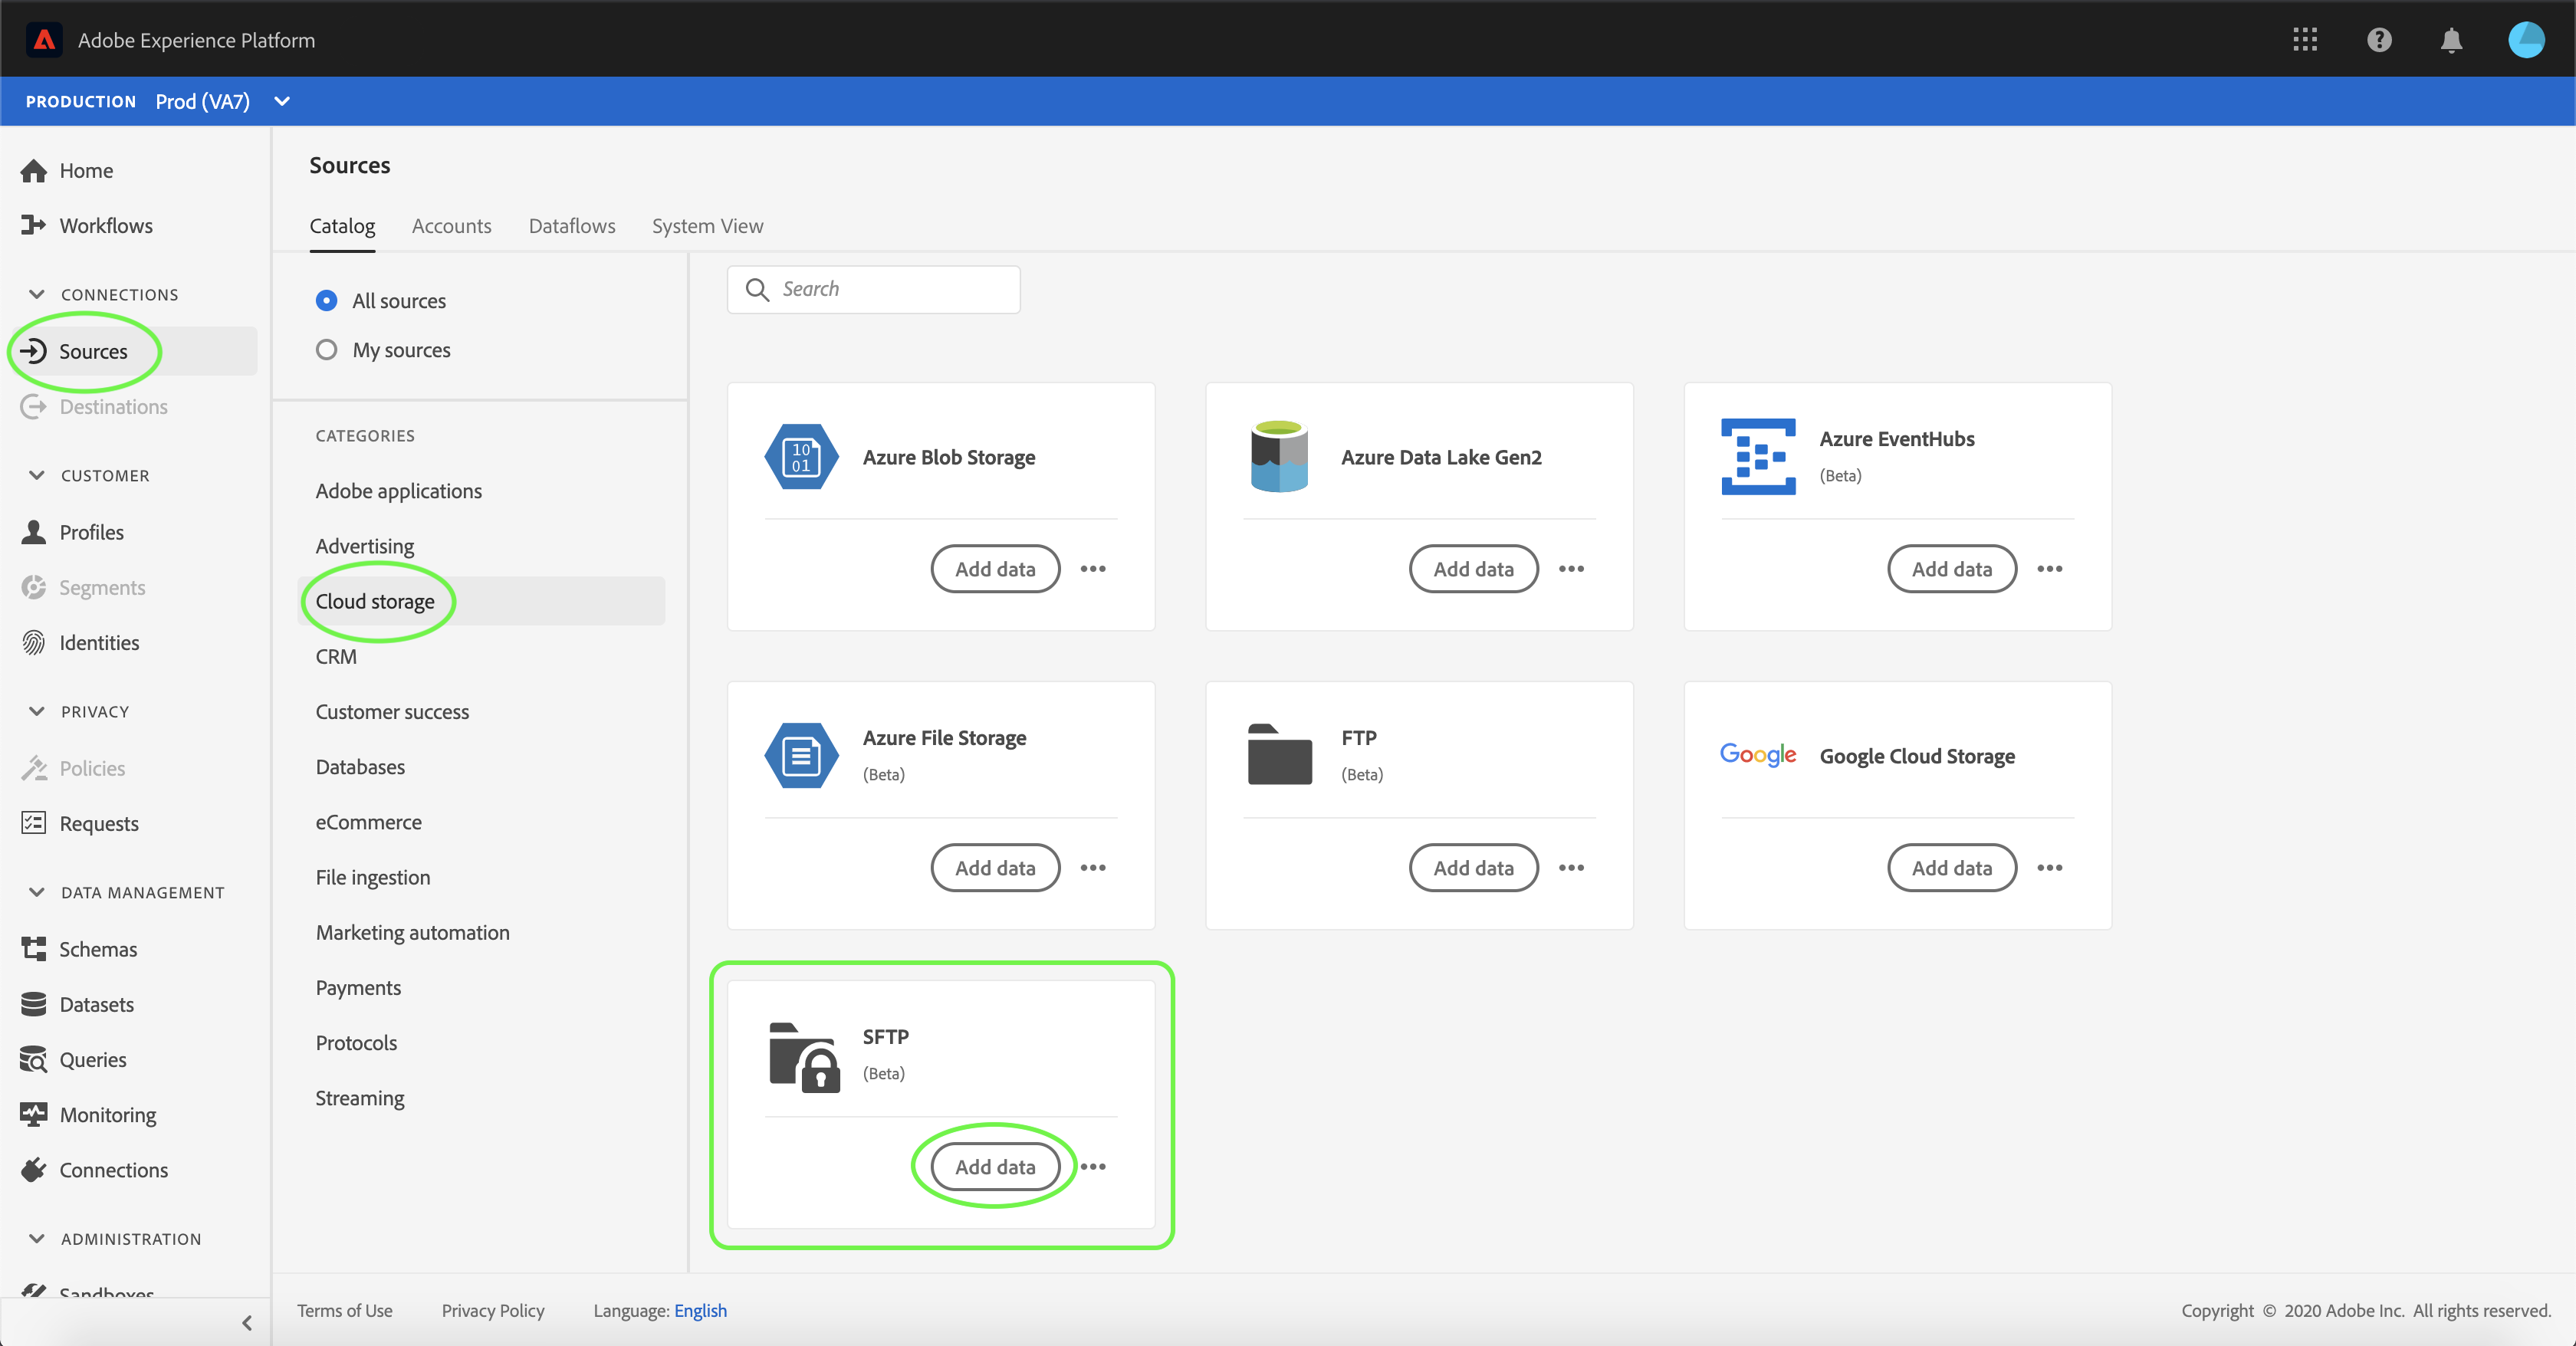 Adobe Experience Platform
PRODUCTION Prod (VA7)
Home
Workflows
CONNECTIONS
Sources
Destinations
CUSTOMER
Profiles
Segments
Identities
PRIVACY
Policies
Requests
DATA MANAGEMENT
Schemas
Datasets
Queries
Monitoring
Connections
ADMINISTRATION
Sandboxes
Sources
Catalog Accounts Dataflows System View
All sources
My sources
CATEGORIES
Adobe applications
Advertising
Cloud storage
CRM
Customer success
Databases
eCommerce
File ingestion
Marketing automation
Payments
Protocols
Streaming
Search
10
01
Azure Blob Storage
Add data
Azure Data Lake Gen2
Add data
Azure EventHubs
(Beta)
Add data
Azure File Storage
(Beta)
Add data
FTP
(Beta)
Add data
Google
Google Cloud Storage
Add data
SFTP
(Beta)
Add data
Terms of Use Privacy Policy Language: English
Copyright © 2020 Adobe Inc. All rights reserved.